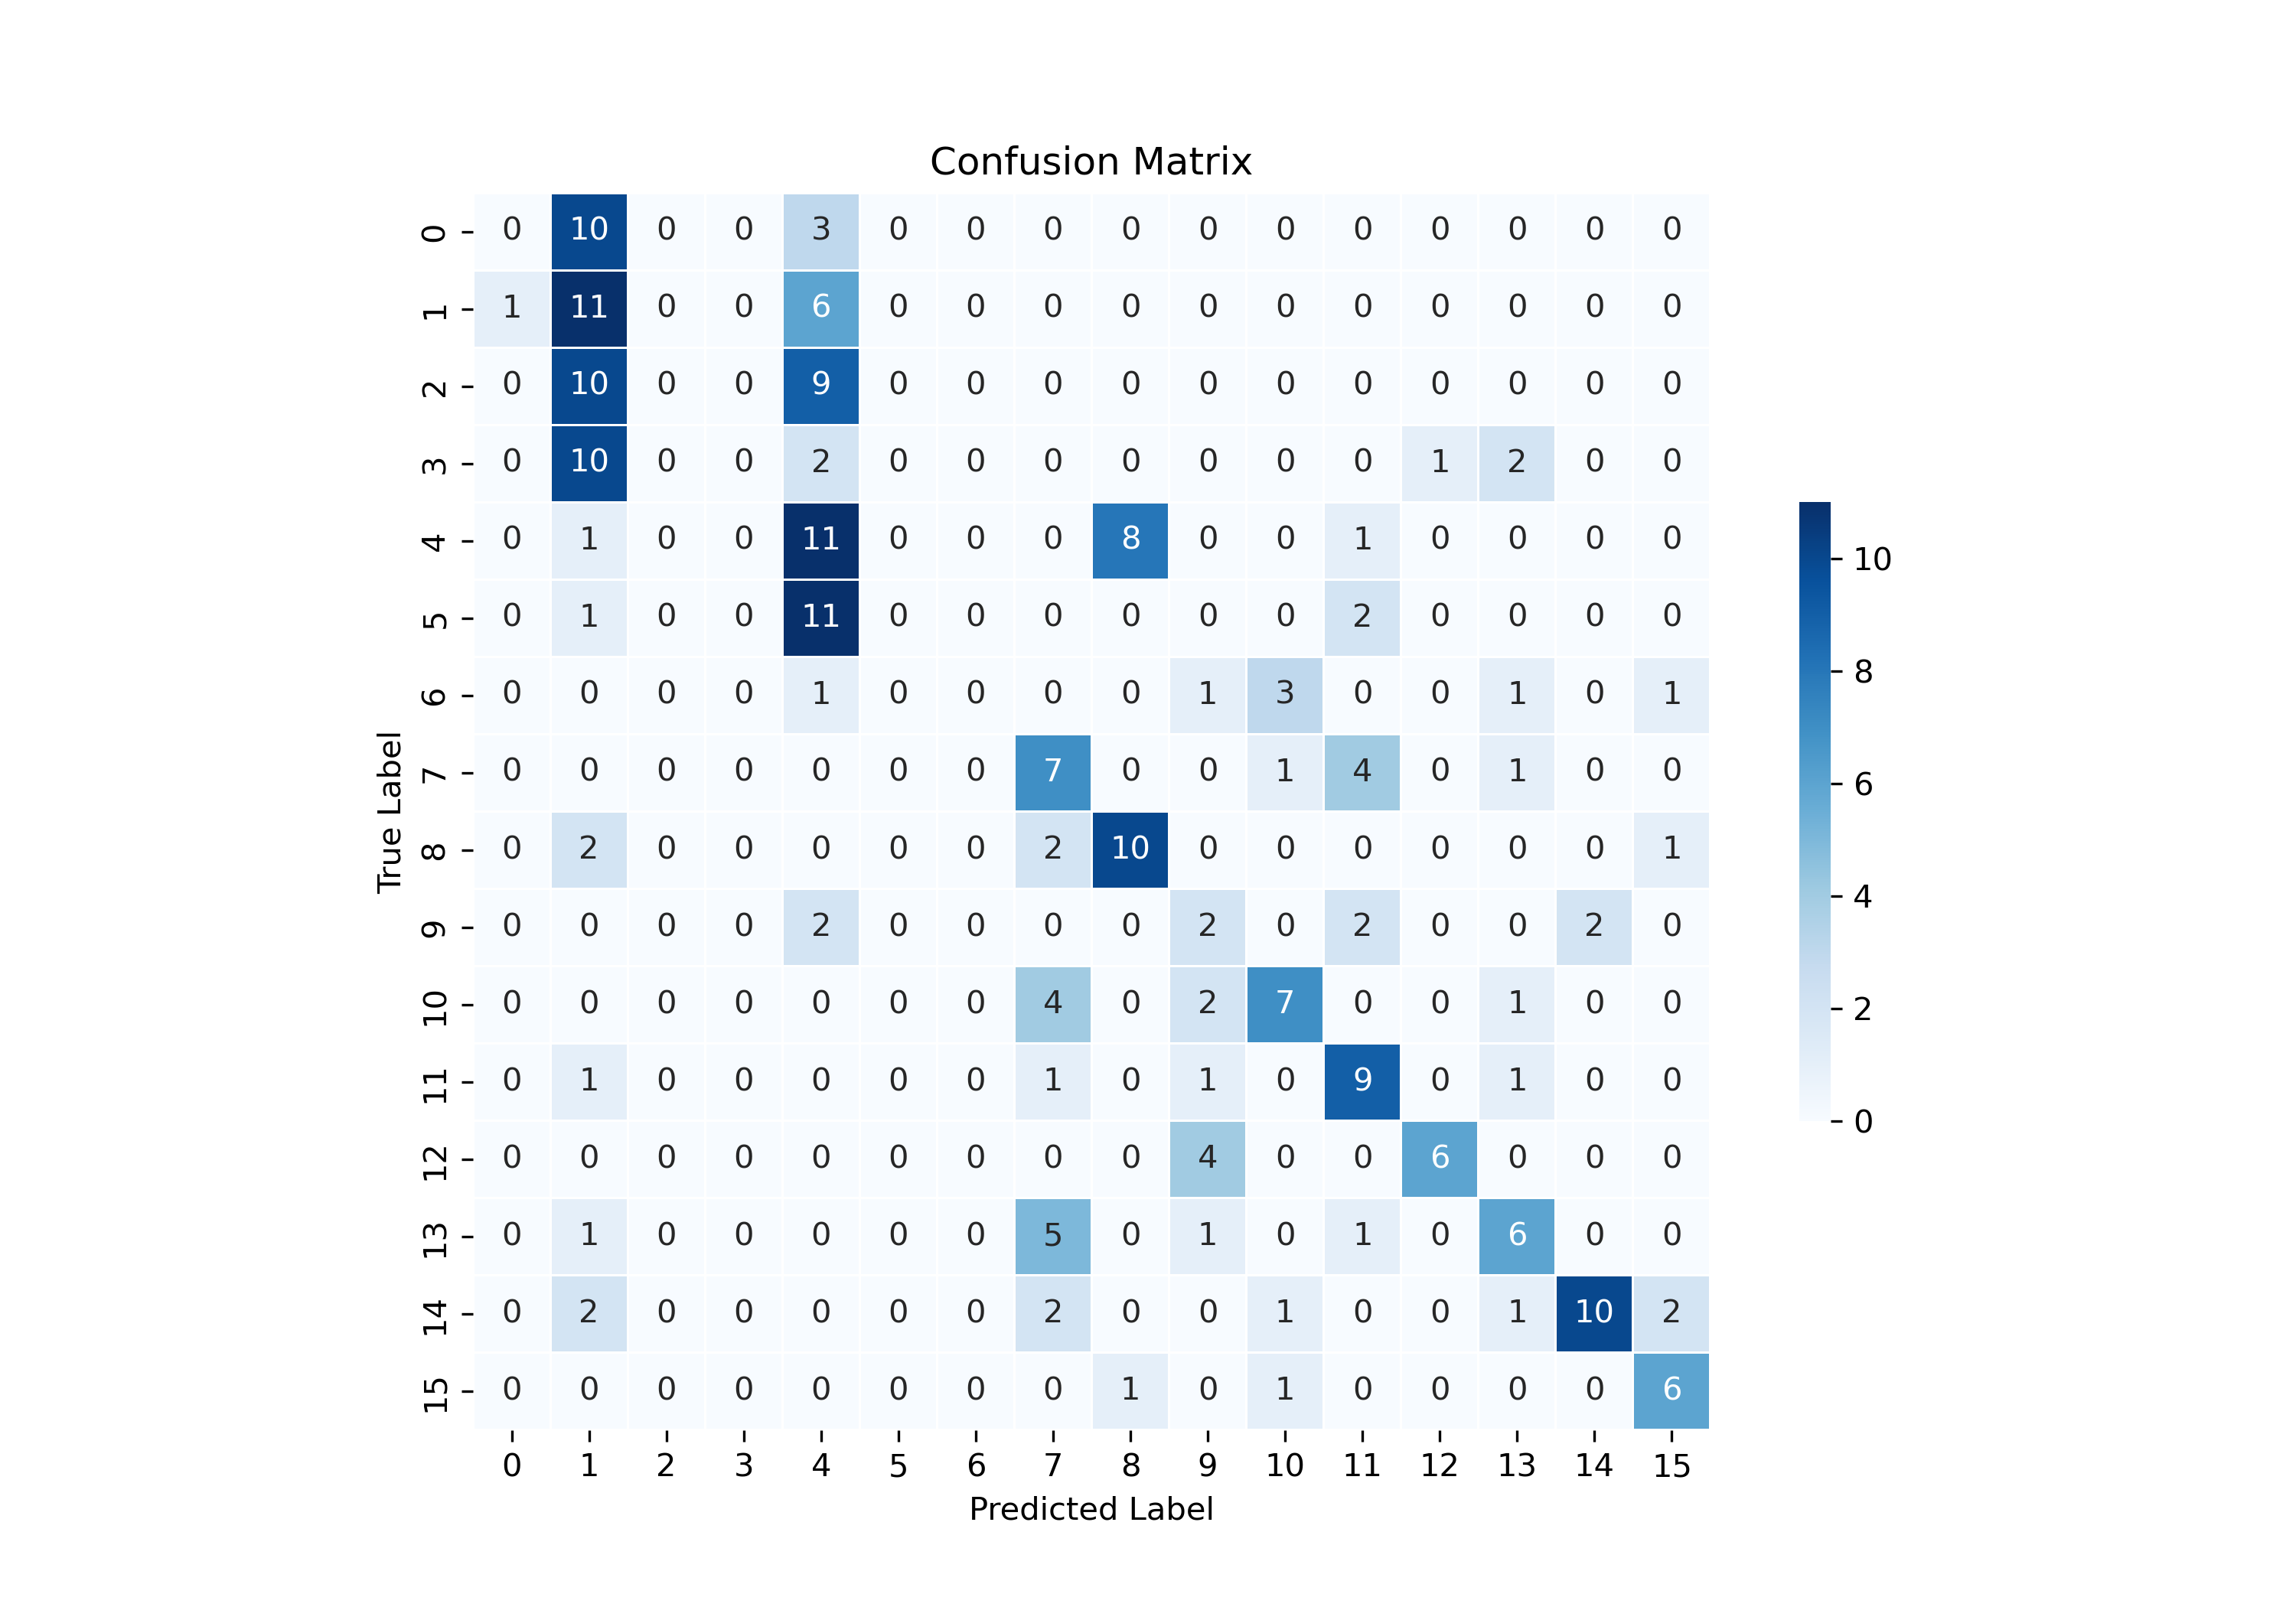 Confusion Matrix
0 0 10 0 0 3 0 0 0 0 0 0 0 0 0 0 0
1 1 11 0 0 6 0 0 0 0 0 0 0 0 0 0 0
2 0 10 0 0 9 0 0 0 0 0 0 0 0 0 0 0
3 0 10 0 0 2 0 0 0 0 0 0 0 1 2 0 0
4 0 1 0 0 11 0 0 0 8 0 0 1 0 0 0 0
5 0 1 0 0 11 0 0 0 0 0 0 2 0 0 0 0
6 0 0 0 0 1 0 0 0 0 1 3 0 0 1 0 1
7 0 0 0 0 0 0 0 7 0 0 1 4 0 1 0 0
8 0 2 0 0 0 0 0 2 10 0 0 0 0 0 0 1
9 0 0 0 0 2 0 0 0 0 2 0 2 0 0 2 0
10 0 0 0 0 0 0 0 4 0 2 7 0 0 1 0 0
11 0 1 0 0 0 0 0 1 0 1 0 9 0 1 0 0
12 0 0 0 0 0 0 0 0 0 4 0 0 6 0 0 0
13 0 1 0 0 0 0 0 5 0 1 0 1 0 6 0 0
14 0 2 0 0 0 0 0 2 0 0 1 0 0 1 10 2
15 0 0 0 0 0 0 0 0 1 0 1 0 0 0 0 6
0 1 2 3 4 5 6 7 8 9 10 11 12 13 14 15
Predicted Label
True Label
10
8
6
4
2
0